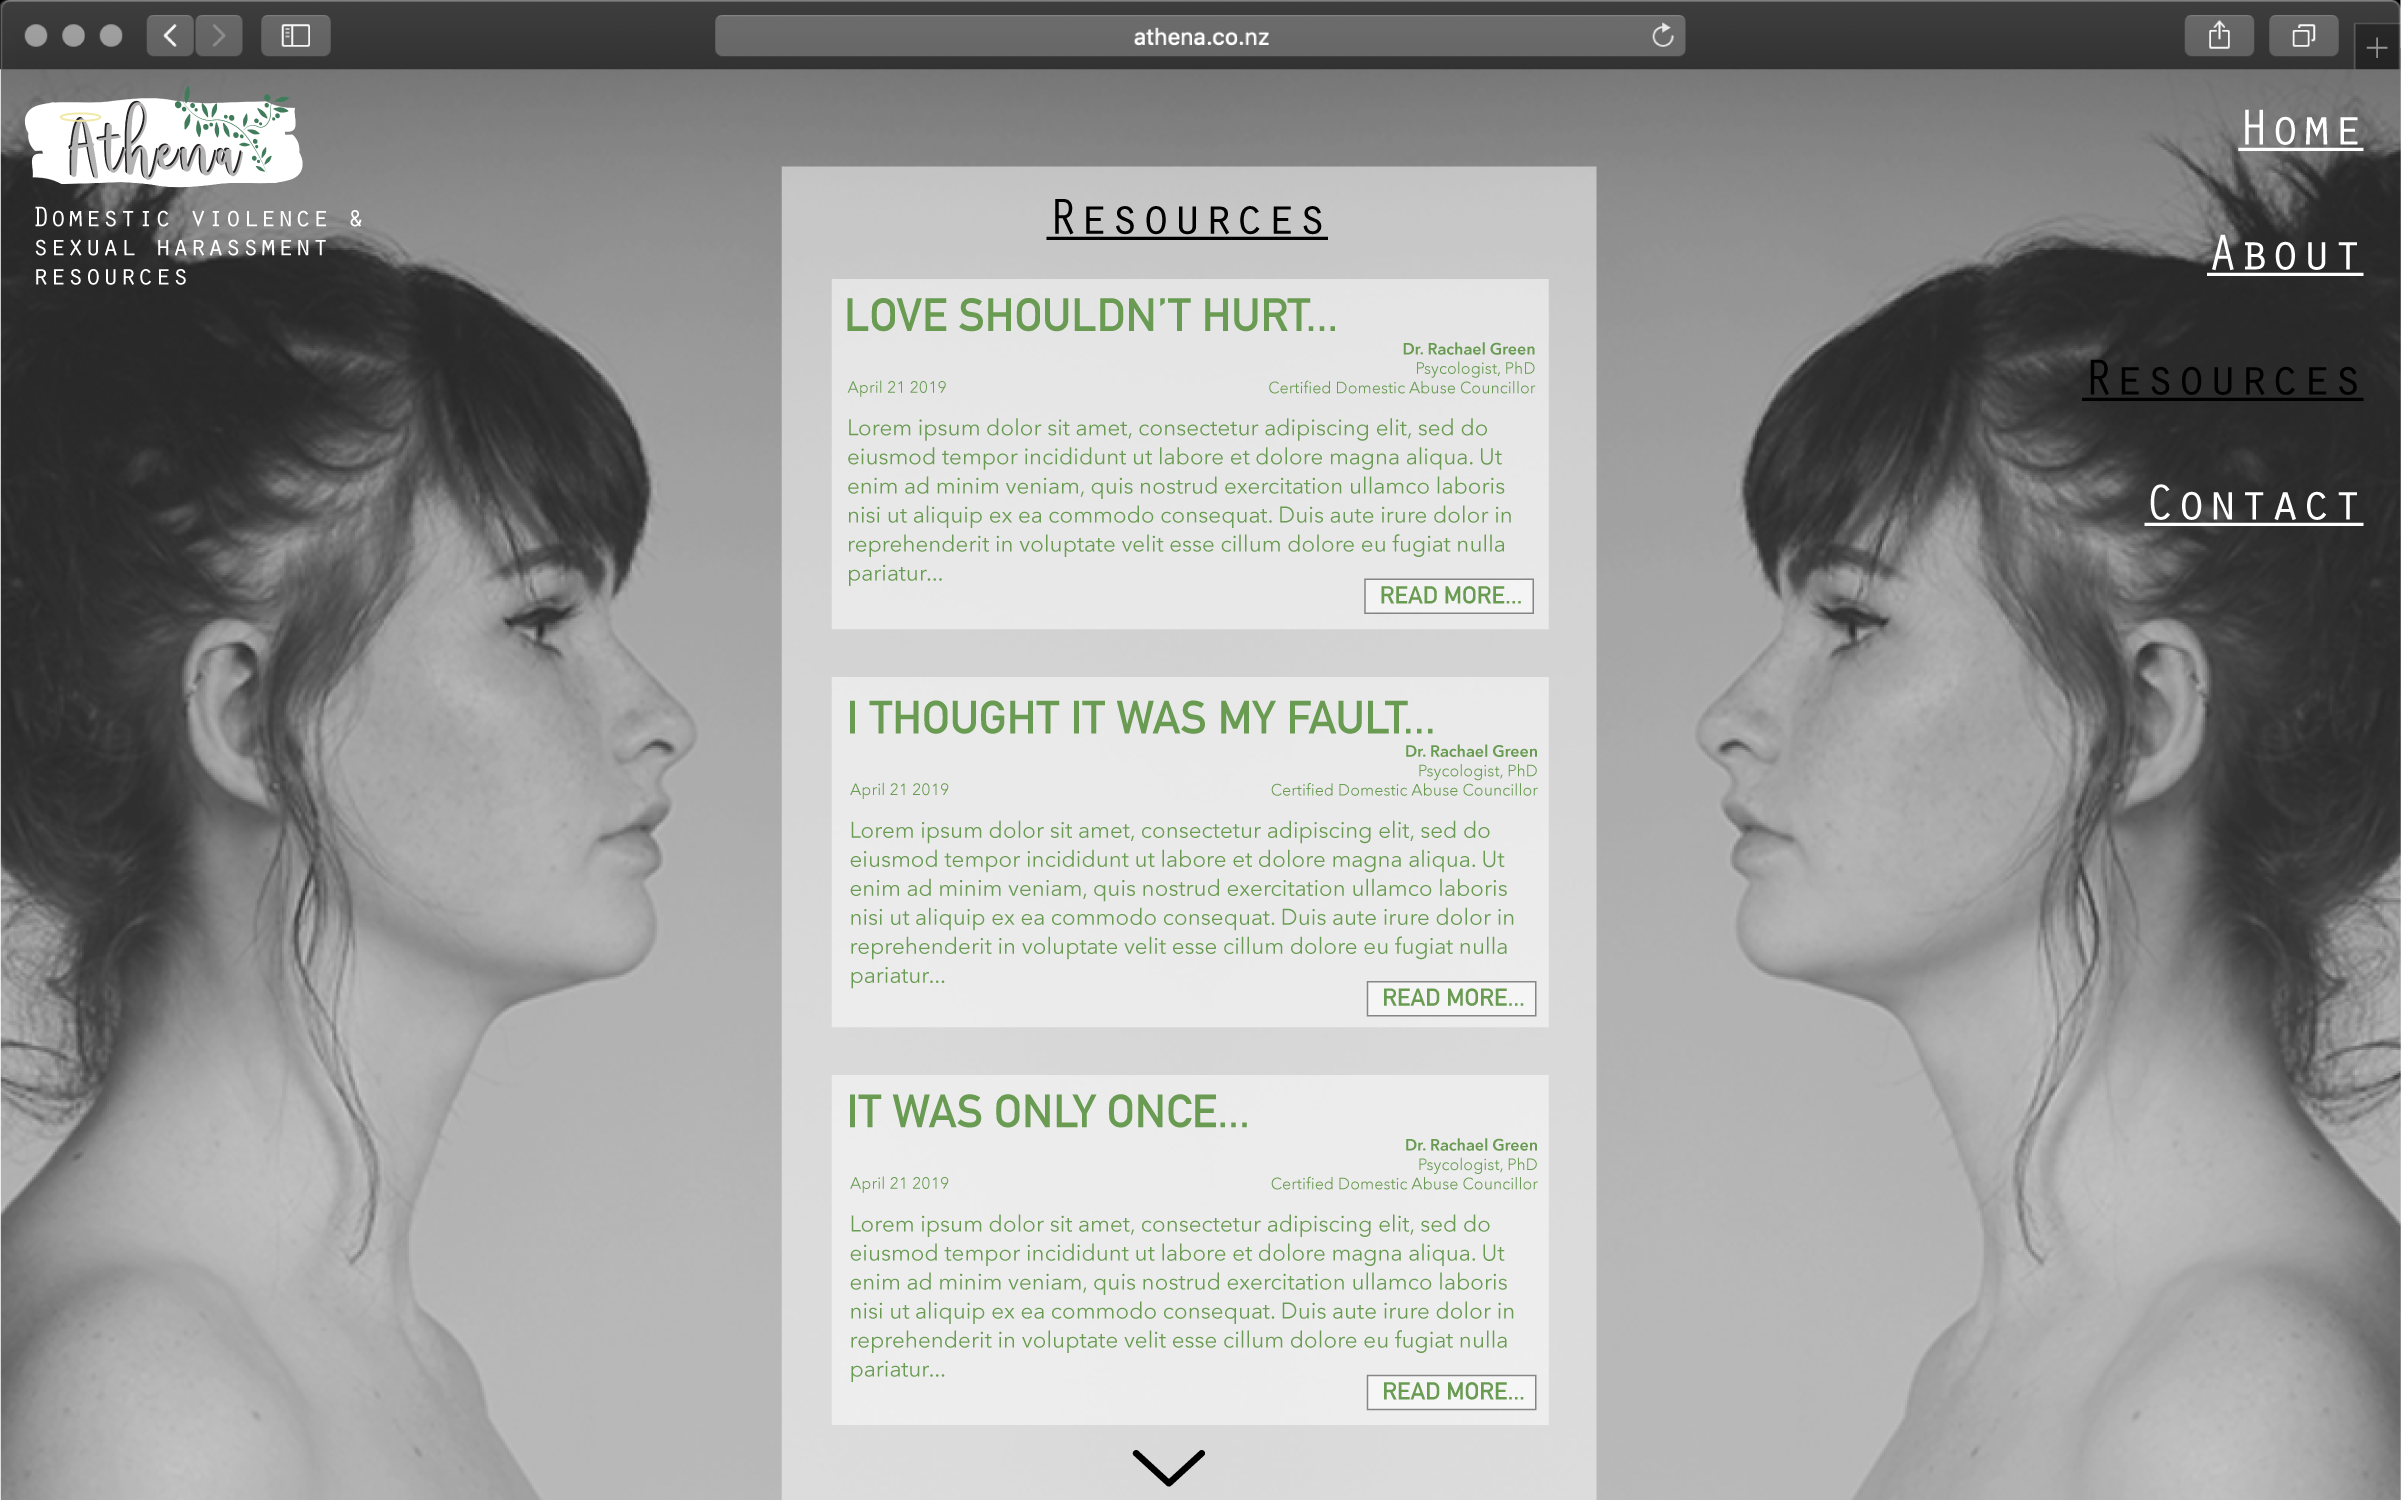 athena.co.nz
Athena
DOMESTIC VIOLENCE &
SEXUAL HARASSMENT
RESOURCES
HOME
ABOUT
RESOURCES
CONTACT
RESOURCES
LOVE SHOULDN'T HURT...
Dr. Rachael Green
Psycologist, PhD
April 21 2019
Certified Domestic Abuse Councillor
Lorem ipsum dolor sit amet, consectetur adipiscing elit, sed do
eiusmod tempor incididunt ut labore et dolore magna aliqua. Ut
enim ad minim veniam, quis nostrud exercitation ullamco laboris
nisi ut aliquip ex ea commodo consequat. Duis aute irure dolor in
reprehenderit in voluptate velit esse cillum dolore eu fugiat nulla
pariatur...
READ MORE...
I THOUGHT IT WAS MY FAULT...
Dr. Rachael Green
Psycologist, PhD
April 21 2019
Certified Domestic Abuse Councillor
Lorem ipsum dolor sit amet, consectetur adipiscing elit, sed do
eiusmod tempor incididunt ut labore et dolore magna aliqua. Ut
enim ad minim veniam, quis nostrud exercitation ullamco laboris
nisi ut aliquip ex ea commodo consequat. Duis aute irure dolor in
reprehenderit in voluptate velit esse cillum dolore eu fugiat nulla
pariatur...
READ MORE...
IT WAS ONLY ONCE...
Dr. Rachael Green
Psycologist, PhD
April 21 2019
Certified Domestic Abuse Councillor
Lorem ipsum dolor sit amet, consectetur adipiscing elit, sed do
eiusmod tempor incididunt ut labore et dolore magna aliqua. Ut
enim ad minim veniam, quis nostrud exercitation ullamco laboris
nisi ut aliquip ex ea commodo consequat. Duis aute irure dolor in
reprehenderit in voluptate velit esse cillum dolore eu fugiat nulla
pariatur...
READ MORE...